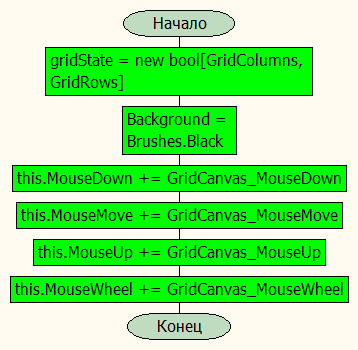 Начало
gridState = new bool[GridColumns,
GridRows]
Background =
Brushes.Black
this.MouseDown += GridCanvas_MouseDown
this.MouseMove += GridCanvas_MouseMove
this.MouseUp += GridCanvas_MouseUp
this.MouseWheel += GridCanvas_MouseWheel
Конец